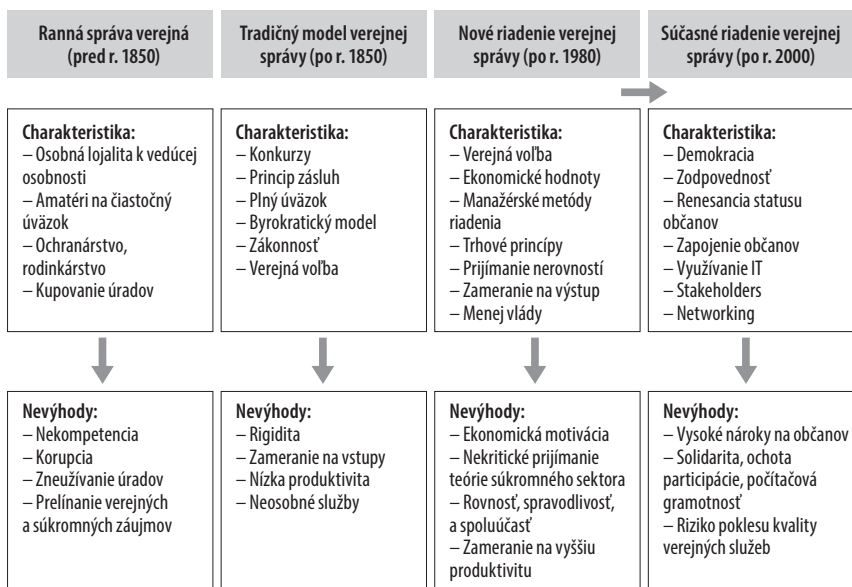 Ranná správa verejná
(pred r. 1850)
Tradičný model verejnej
správy (po r. 1850)
Nové riadenie verejnej
správy (po r. 1980)
Súčasné riadenie verejnej
správy (po r. 2000)
Charakteristika:
– Osobná lojalita k vedúcej
osobnosti
– Amatéri na čiastočný
úväzok
– Ochranárstvo,
rodinkárstvo
– Kupovanie úradov
Charakteristika:
– Konkurzy
– Princip zásluh
– Plný úväzok
– Byrokratický model
– Zákonnosť
– Verejná voľba
Charakteristika:
– Verejná voľba
– Ekonomické hodnoty
– Manažérské metódy
riadenia
– Trhové princípy
– Prijímanie nerovností
– Zameranie na výstup
– Menej vlády
Charakteristika:
– Demokracia
– Zodpovednosť
– Renesancia statusu
občanov
– Zapojenie občanov
– Využívanie IT
– Stakeholders
– Networking
Nevýhody:
– Nekompetencia
– Korupcia
– Zneužívanie úradov
– Prelínanie verejných
a súkromných záujmov
Nevýhody:
– Rigidita
– Zameranie na vstupy
– Nízka produktivita
– Neosobné služby
Nevýhody:
– Ekonomická motivácia
– Nekritické prijímanie
teórie súkromného sektora
– Rovnosť, spravodlivosť,
a spoluúčasť
– Zameranie na vyššiu
produktivitu
Nevýhody:
– Vysoké nároky na občanov
– Solidarita, ochota
participácie, počítačová
gramotnosť
– Riziko poklesu kvality
verejných služeb